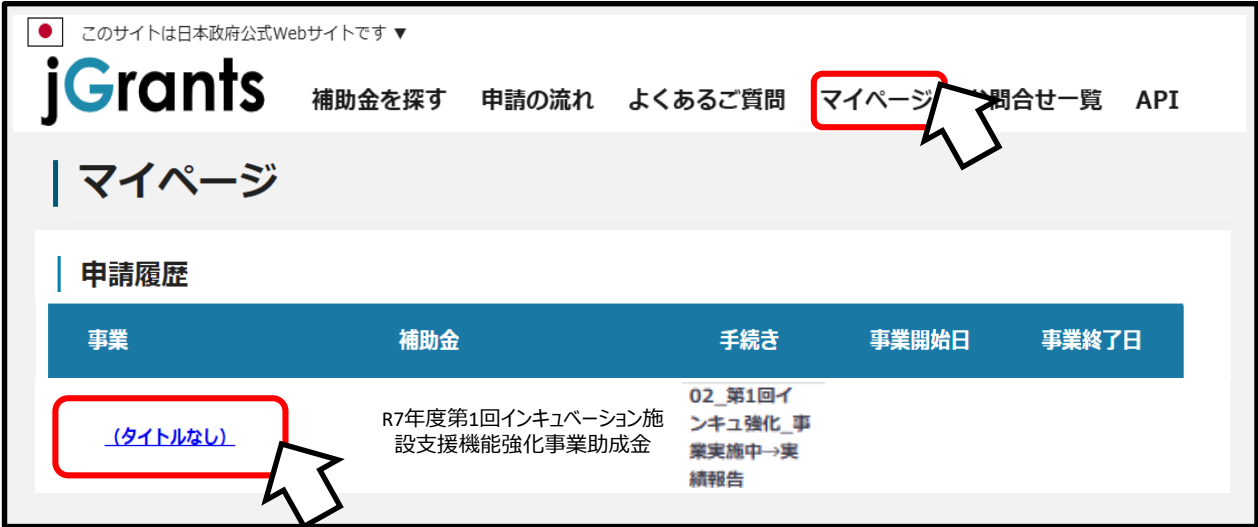 このサイトは日本政府公式Webサイトです ▼
jGrants 補助金を探す 申請の流れ よくあるご質問 マイページ 問合せ一覧 API
マイページ
申請履歴
事業 補助金 手続き 事業開始日 事業終了日
（タイトルなし）
R7年度第1回インキュベーション施
設支援機能強化事業助成金
02_第1回イ
ンキュ強化_事
業実施中→実
績報告